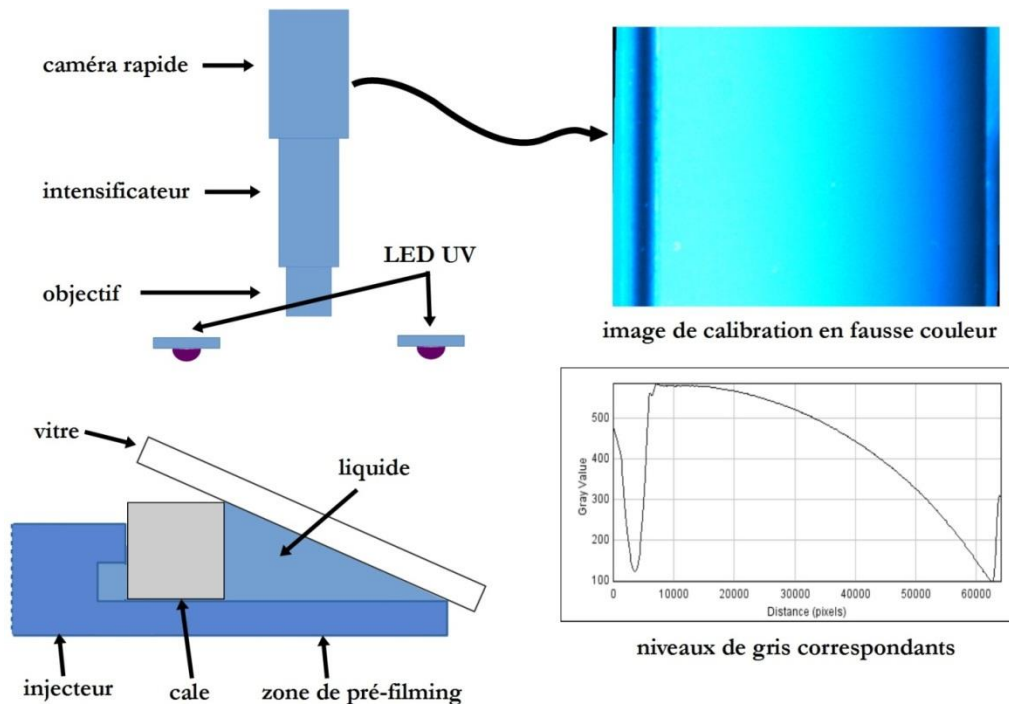 caméra rapide
intensificateur
LED UV
objectif
image de calibration en fausse couleur
vitre
liquide
injecteur
cale
zone de pré-filming
500
400
300
200
100
Gray Value
0
10000
20000
30000
40000
50000
60000
Distance (pixels)
niveaux de gris correspondants